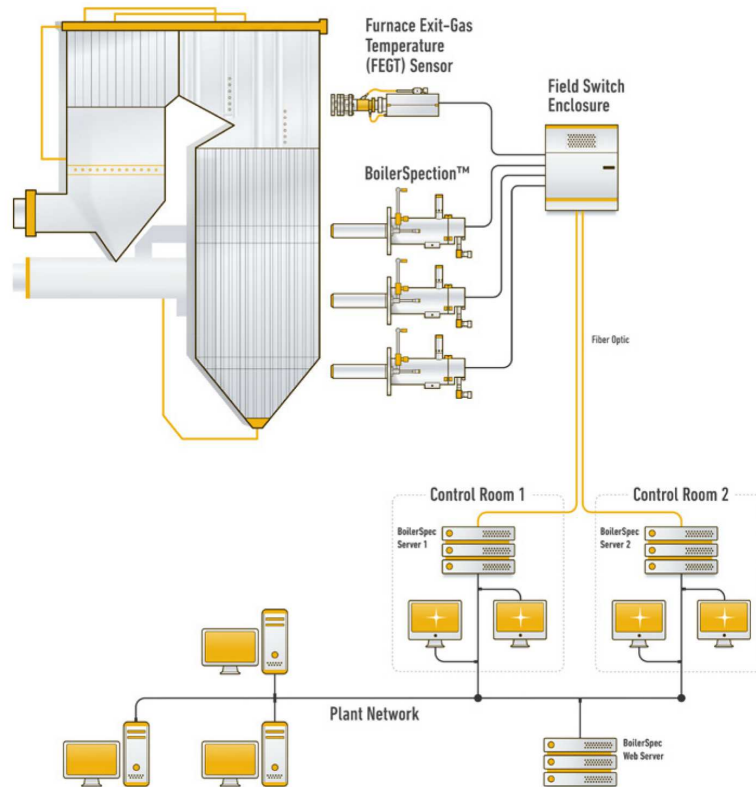 Furnace Exit-Gas
Temperature
(FEGT) Sensor
Field Switch
Enclosure
BoilerSpection™
Fiber Optic
Control Room 1
Control Room 2
BoilerSpec
Server 1
BoilerSpec
Server 2
Plant Network
BoilerSpec
Web Server